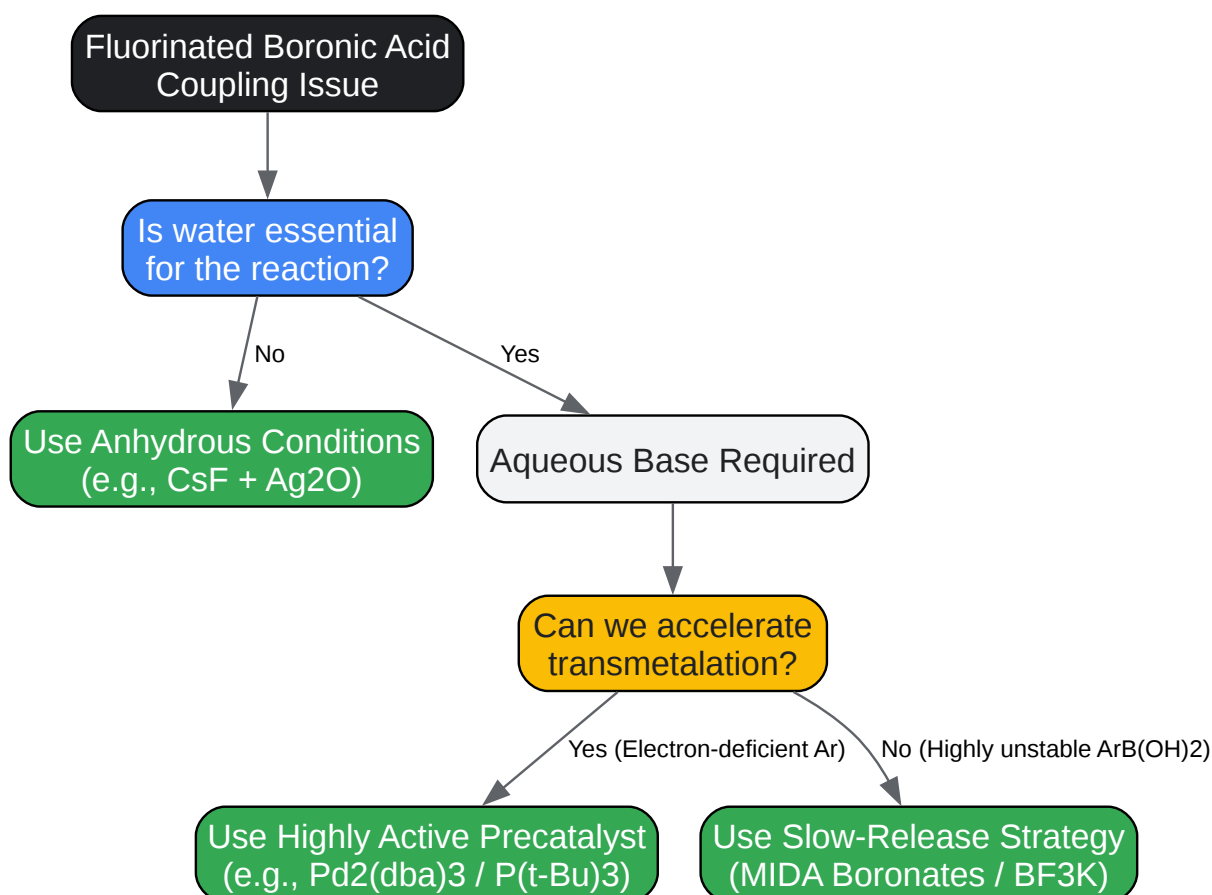 Fluorinated Boronic Acid
Coupling Issue
Is water essential
for the reaction?
No
Yes
Use Anhydrous Conditions
(e.g., CsF + Ag2O)
Aqueous Base Required
Can we accelerate
transmetalation?
Yes (Electron-deficient Ar)
No (Highly unstable ArB(OH)2)
Use Highly Active Precatalyst
(e.g., Pd2(dba)3 / P(t-Bu)3)
Use Slow-Release Strategy
(MIDA Boronates / BF3K)